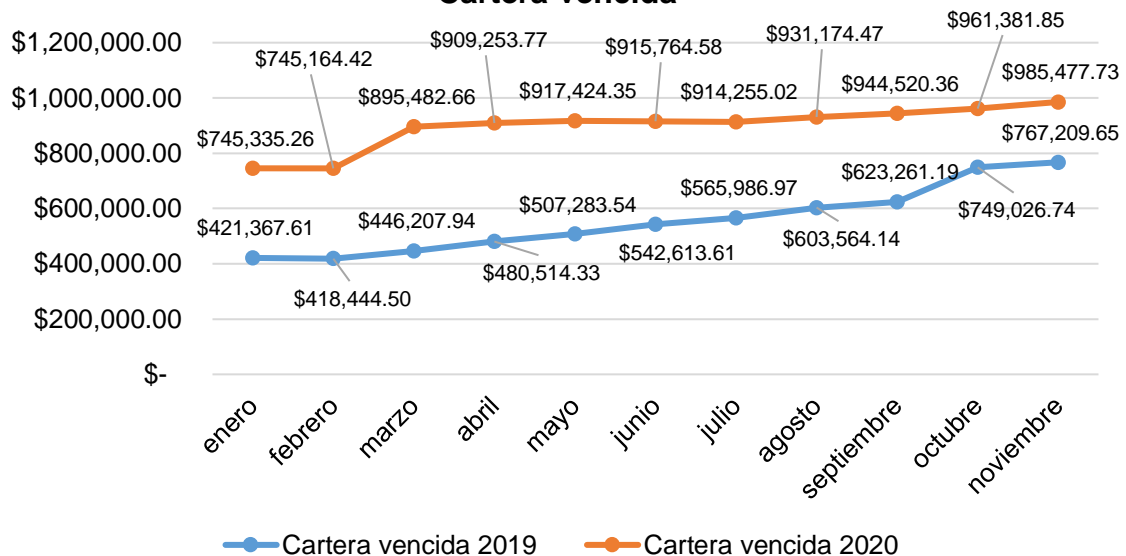 Cartera vencida
$1,200,000.00
$1,000,000.00
$800,000.00
$600,000.00
$400,000.00
$200,000.00
$-
$745,335.26
$745,164.42
$895,482.66
$909,253.77
$917,424.35
$915,764.58
$914,255.02
$931,174.47
$944,520.36
$961,381.85
$985,477.73
$421,367.61
$418,444.50
$446,207.94
$480,514.33
$507,283.54
$542,613.61
$565,986.97
$603,564.14
$623,261.19
$749,026.74
$767,209.65
enero
febrero
marzo
abril
mayo
junio
julio
agosto
septiembre
octubre
noviembre
Cartera vencida 2019
Cartera vencida 2020